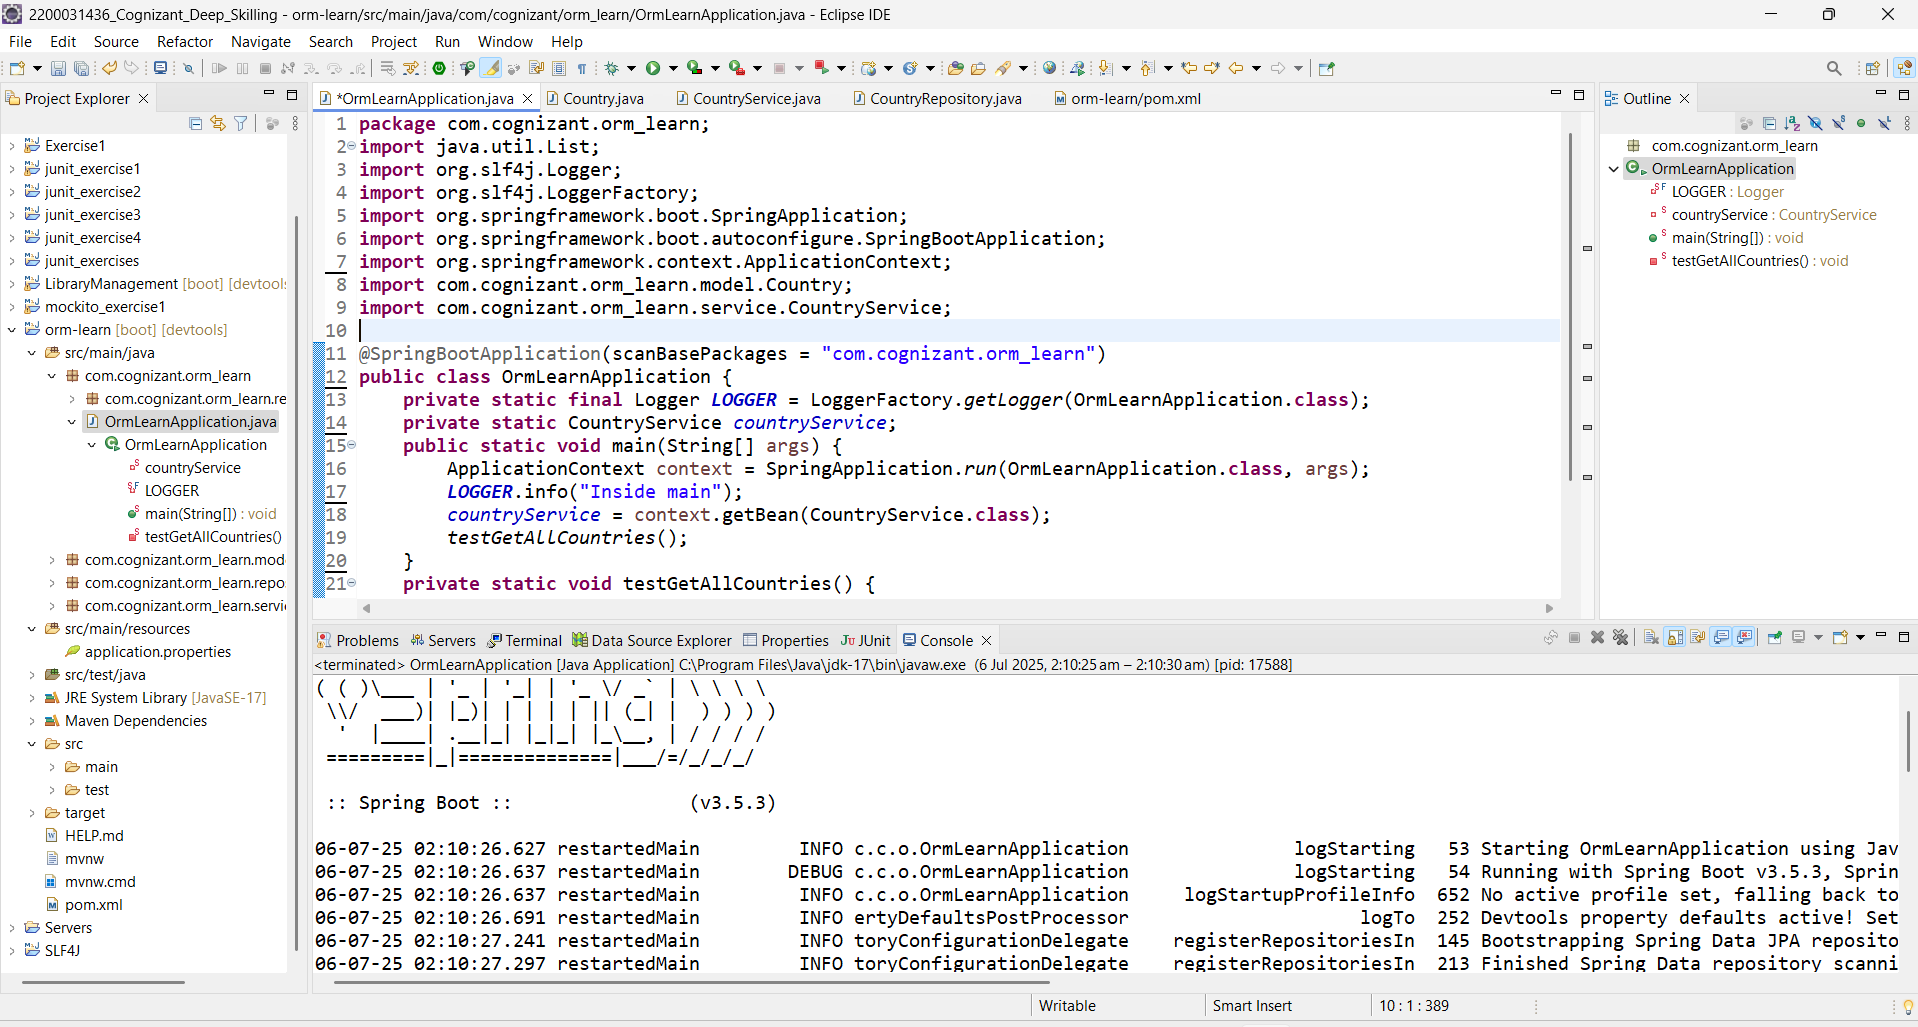 2200031436_Cognizant_Deep_Skilling - orm-learn/src/main/java/com/cognizant/orm_learn/OrmLearnApplication.java - Eclipse IDE
File Edit Source Refactor Navigate Search Project Run Window Help
Project Explorer
Exercise1
junit_exercise1
junit_exercise2
junit_exercise3
junit_exercise4
junit_exercises
LibraryManagement [boot] [devtools
mockito_exercise1
orm-learn [boot] [devtools]
src/main/java
com.cognizant.orm_learn
com.cognizant.orm_learn.re
OrmLearnApplication.java
OrmLearnApplication
countryService
LOGGER
main(String[]) : void
testGetAllCountries()
com.cognizant.orm_learn.mod
com.cognizant.orm_learn.repo
com.cognizant.orm_learn.servi
src/main/resources
application.properties
src/test/java
JRE System Library [JavaSE-17]
Maven Dependencies
src
main
test
target
HELP.md
mvnw
mvnw.cmd
pom.xml
Servers
SLF4J
*OrmLearnApplication.java Country.java CountryService.java CountryRepository.java orm-learn/pom.xml
1 package com.cognizant.orm_learn;
2 import java.util.List;
3 import org.slf4j.Logger;
4 import org.slf4j.LoggerFactory;
5 import org.springframework.boot.SpringApplication;
6 import org.springframework.boot.autoconfigure.SpringBootApplication;
7 import org.springframework.context.ApplicationContext;
8 import com.cognizant.orm_learn.model.Country;
9 import com.cognizant.orm_learn.service.CountryService;
10
11 @SpringBootApplication(scanBasePackages = "com.cognizant.orm_learn")
12 public class OrmLearnApplication {
13 private static final Logger LOGGER = LoggerFactory.getLogger(OrmLearnApplication.class);
14 private static CountryService countryService;
15 public static void main(String[] args) {
16 ApplicationContext context = SpringApplication.run(OrmLearnApplication.class, args);
17 LOGGER.info("Inside main");
18 countryService = context.getBean(CountryService.class);
19 testGetAllCountries();
20 }
21 private static void testGetAllCountries() {
Outline
com.cognizant.orm_learn
OrmLearnApplication
LOGGER : Logger
countryService : CountryService
main(String[]) : void
testGetAllCountries() : void
Problems Servers Terminal Data Source Explorer Properties JUnit Console
<terminated> OrmLearnApplication [Java Application] C:\Program Files\Java\jdk-17\bin\javaw.exe (6 Jul 2025, 2:10:25 am – 2:10:30 am) [pid: 17588]
( ( )\___ | '_ | '_| | '_ \/ _` | \ \ \ \
\\/ ___)| |_)| | | | | || (_| | ) ) ) )
' |____| .__|_| |_|_| |_\__, | / / / /
=========|_|==============|___/=/_/_/_/
:: Spring Boot :: (v3.5.3)
06-07-25 02:10:26.627 restartedMain INFO c.c.o.OrmLearnApplication logStarting 53 Starting OrmLearnApplication using Jav
06-07-25 02:10:26.637 restartedMain DEBUG c.c.o.OrmLearnApplication logStarting 54 Running with Spring Boot v3.5.3, Sprin
06-07-25 02:10:26.637 restartedMain INFO c.c.o.OrmLearnApplication logStartupProfileInfo 652 No active profile set, falling back to
06-07-25 02:10:26.691 restartedMain INFO ertyDefaultsPostProcessor logTo 252 Devtools property defaults active! Set
06-07-25 02:10:27.241 restartedMain INFO toryConfigurationDelegate registerRepositoriesIn 145 Bootstrapping Spring Data JPA reposito
06-07-25 02:10:27.297 restartedMain INFO toryConfigurationDelegate registerRepositoriesIn 213 Finished Spring Data repository scanni
Writable Smart Insert 10 : 1 : 389